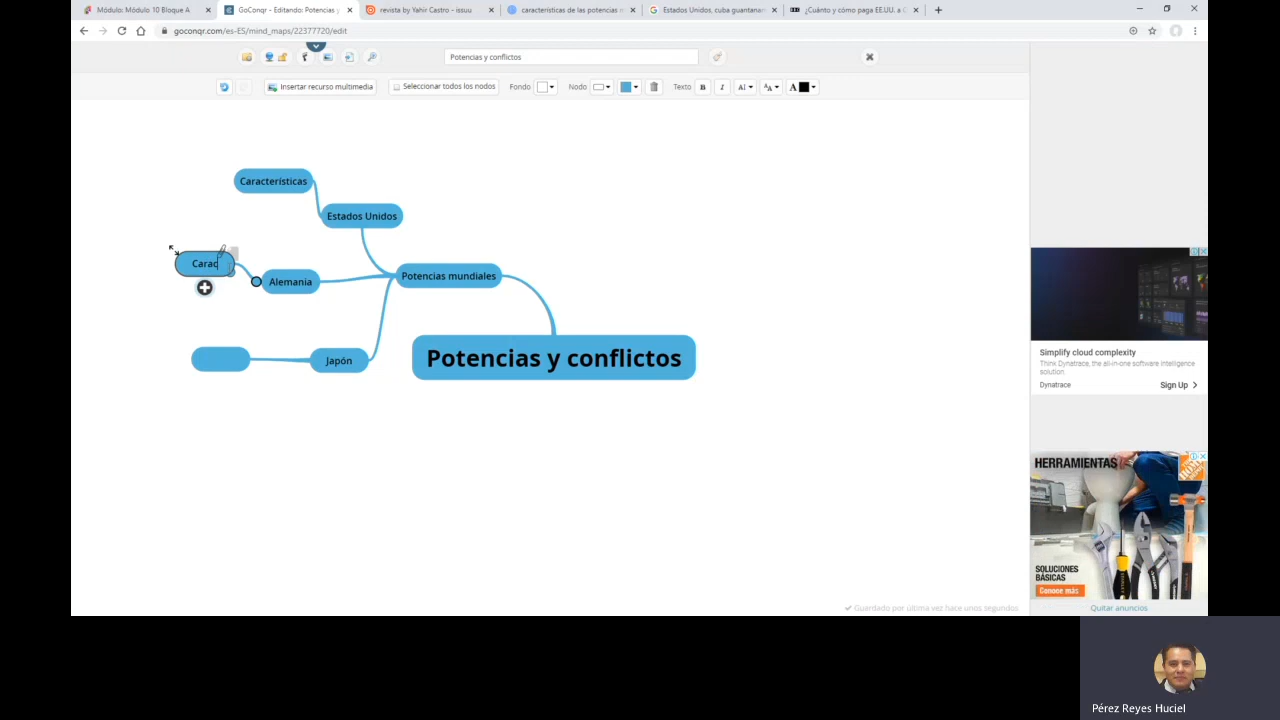 Módulo: Módulo 10 Bloque A
GoConqr - Editando: Potencias y
revista by Yahir Castro - issuu
características de las potencias m
Estados Unidos, cuba guantanam
¿Cuánto y cómo paga EE.UU. a C
goconqr.com/es-ES/mind_maps/22377720/edit
Potencias y conflictos
Insertar recurso multimedia
Seleccionar todos los nodos
Fondo
Nodo
Texto
B
I
AI
A
Características
Estados Unidos
Carac
Alemania
Potencias mundiales
Japón
Potencias y conflictos
Simplify cloud complexity
Think Dynatrace, the all-in-one software intelligence
solution.
Dynatrace
Sign Up
HERRAMIENTAS
SOLUCIONES
BÁSICAS
Conoce más
Quitar anuncios
Guardado por última vez hace unos segundos
Pérez Reyes Huciel